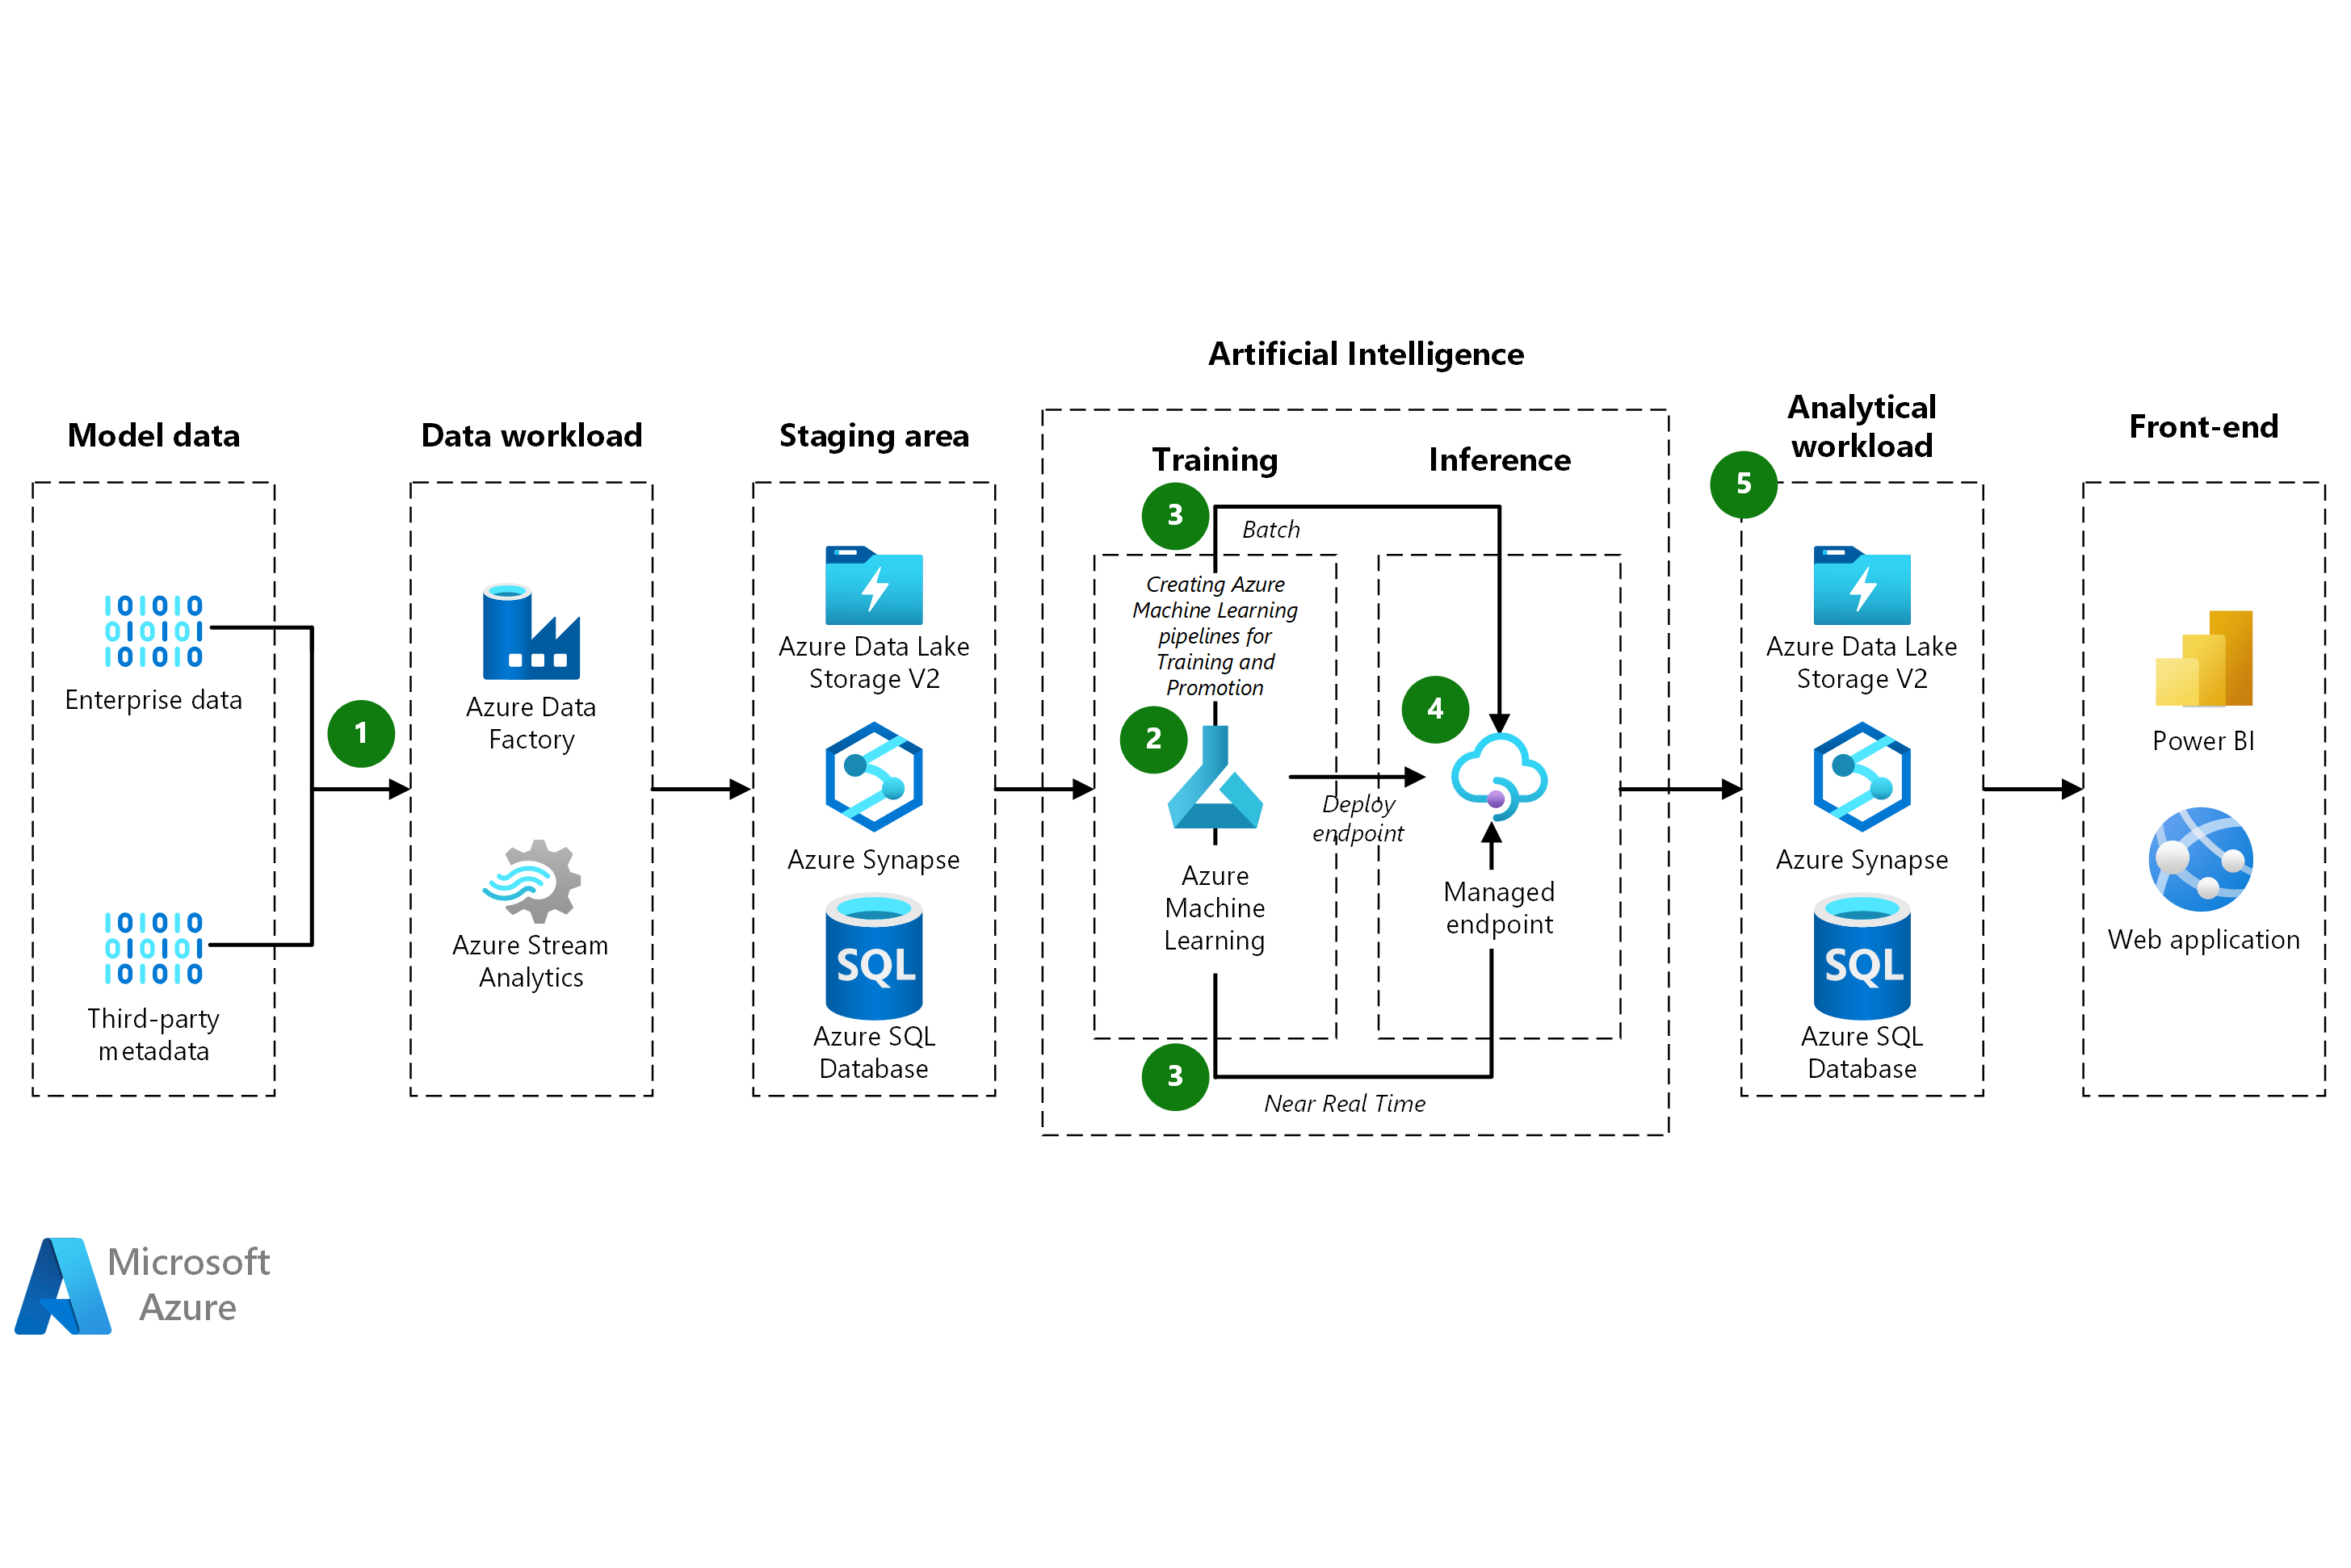 Artificial Intelligence
Model data
Data workload
Staging area
Training
Inference
Analytical
workload
Front-end
Enterprise data
Third-party
metadata
1
Azure Data
Factory
Azure Stream
Analytics
Azure Data Lake
Storage V2
Azure Synapse
SQL
Azure SQL
Database
3
Batch
Creating Azure
Machine Learning
pipelines for
Training and
Promotion
2
Azure
Machine
Learning
Deploy
endpoint
4
Managed
endpoint
3
Near Real Time
5
Azure Data Lake
Storage V2
Azure Synapse
SQL
Azure SQL
Database
Power BI
Web application
Microsoft
Azure